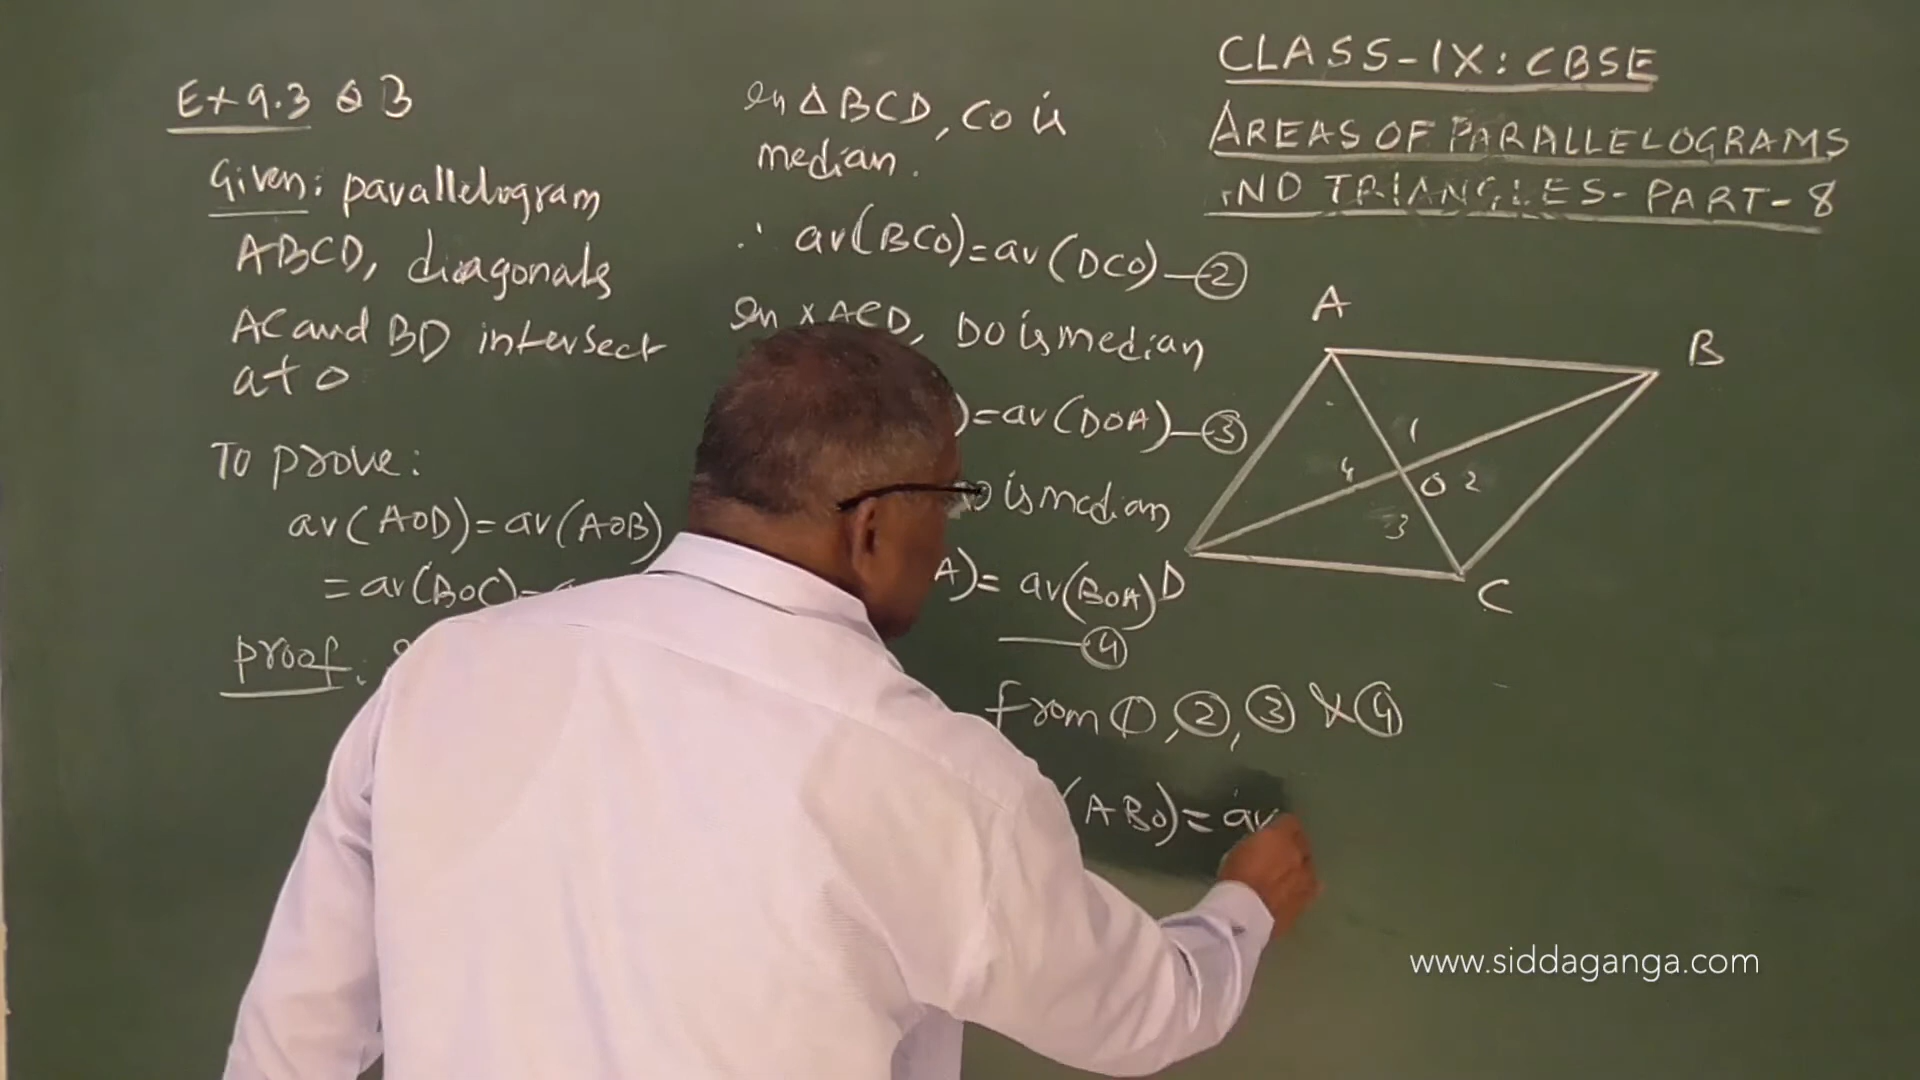 Ex 9.3 Q 3
Given: parallelogram
ABCD, diagonals
AC and BD intersect
at O
To prove:
ar(AOD)=ar(AOB)
=ar(BOC)=
proof:
In ΔBCD, CO is
median.
∴ ar(BCO)=ar(DCO)—②
In ACD, DO is median
)=ar(DOA)—③
O is median
A)= ar(BOA)
—④
from ①, ②, ③ & ④
(ABO)= ar
CLASS-IX: CBSE
AREAS OF PARALLELOGRAMS
ND TRIANGLES-PART-8
A
B
1
4
O 2
3
D
C
www.siddaganga.com